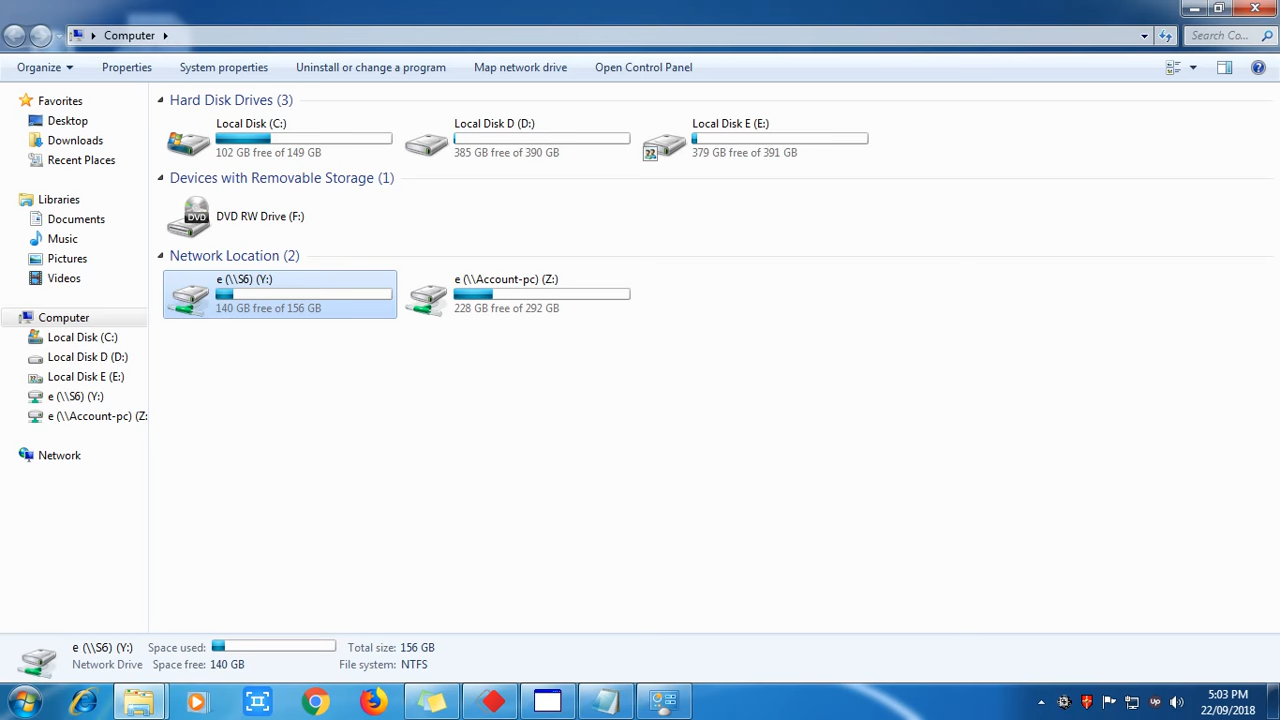 Computer
Search Co...
Organize Properties System properties Uninstall or change a program Map network drive Open Control Panel
Favorites
Desktop
Downloads
Recent Places
Libraries
Documents
Music
Pictures
Videos
Computer
Local Disk (C:)
Local Disk D (D:)
Local Disk E (E:)
e (\\S6) (Y:)
e (\\Account-pc) (Z:
Network
Hard Disk Drives (3)
Local Disk (C:)
102 GB free of 149 GB
Local Disk D (D:)
385 GB free of 390 GB
Local Disk E (E:)
379 GB free of 391 GB
Devices with Removable Storage (1)
DVD
DVD RW Drive (F:)
Network Location (2)
e (\\S6) (Y:)
140 GB free of 156 GB
e (\\Account-pc) (Z:)
228 GB free of 292 GB
e (\\S6) (Y:) Space used: Total size: 156 GB
Network Drive Space free: 140 GB File system: NTFS
up
5:03 PM
22/09/2018